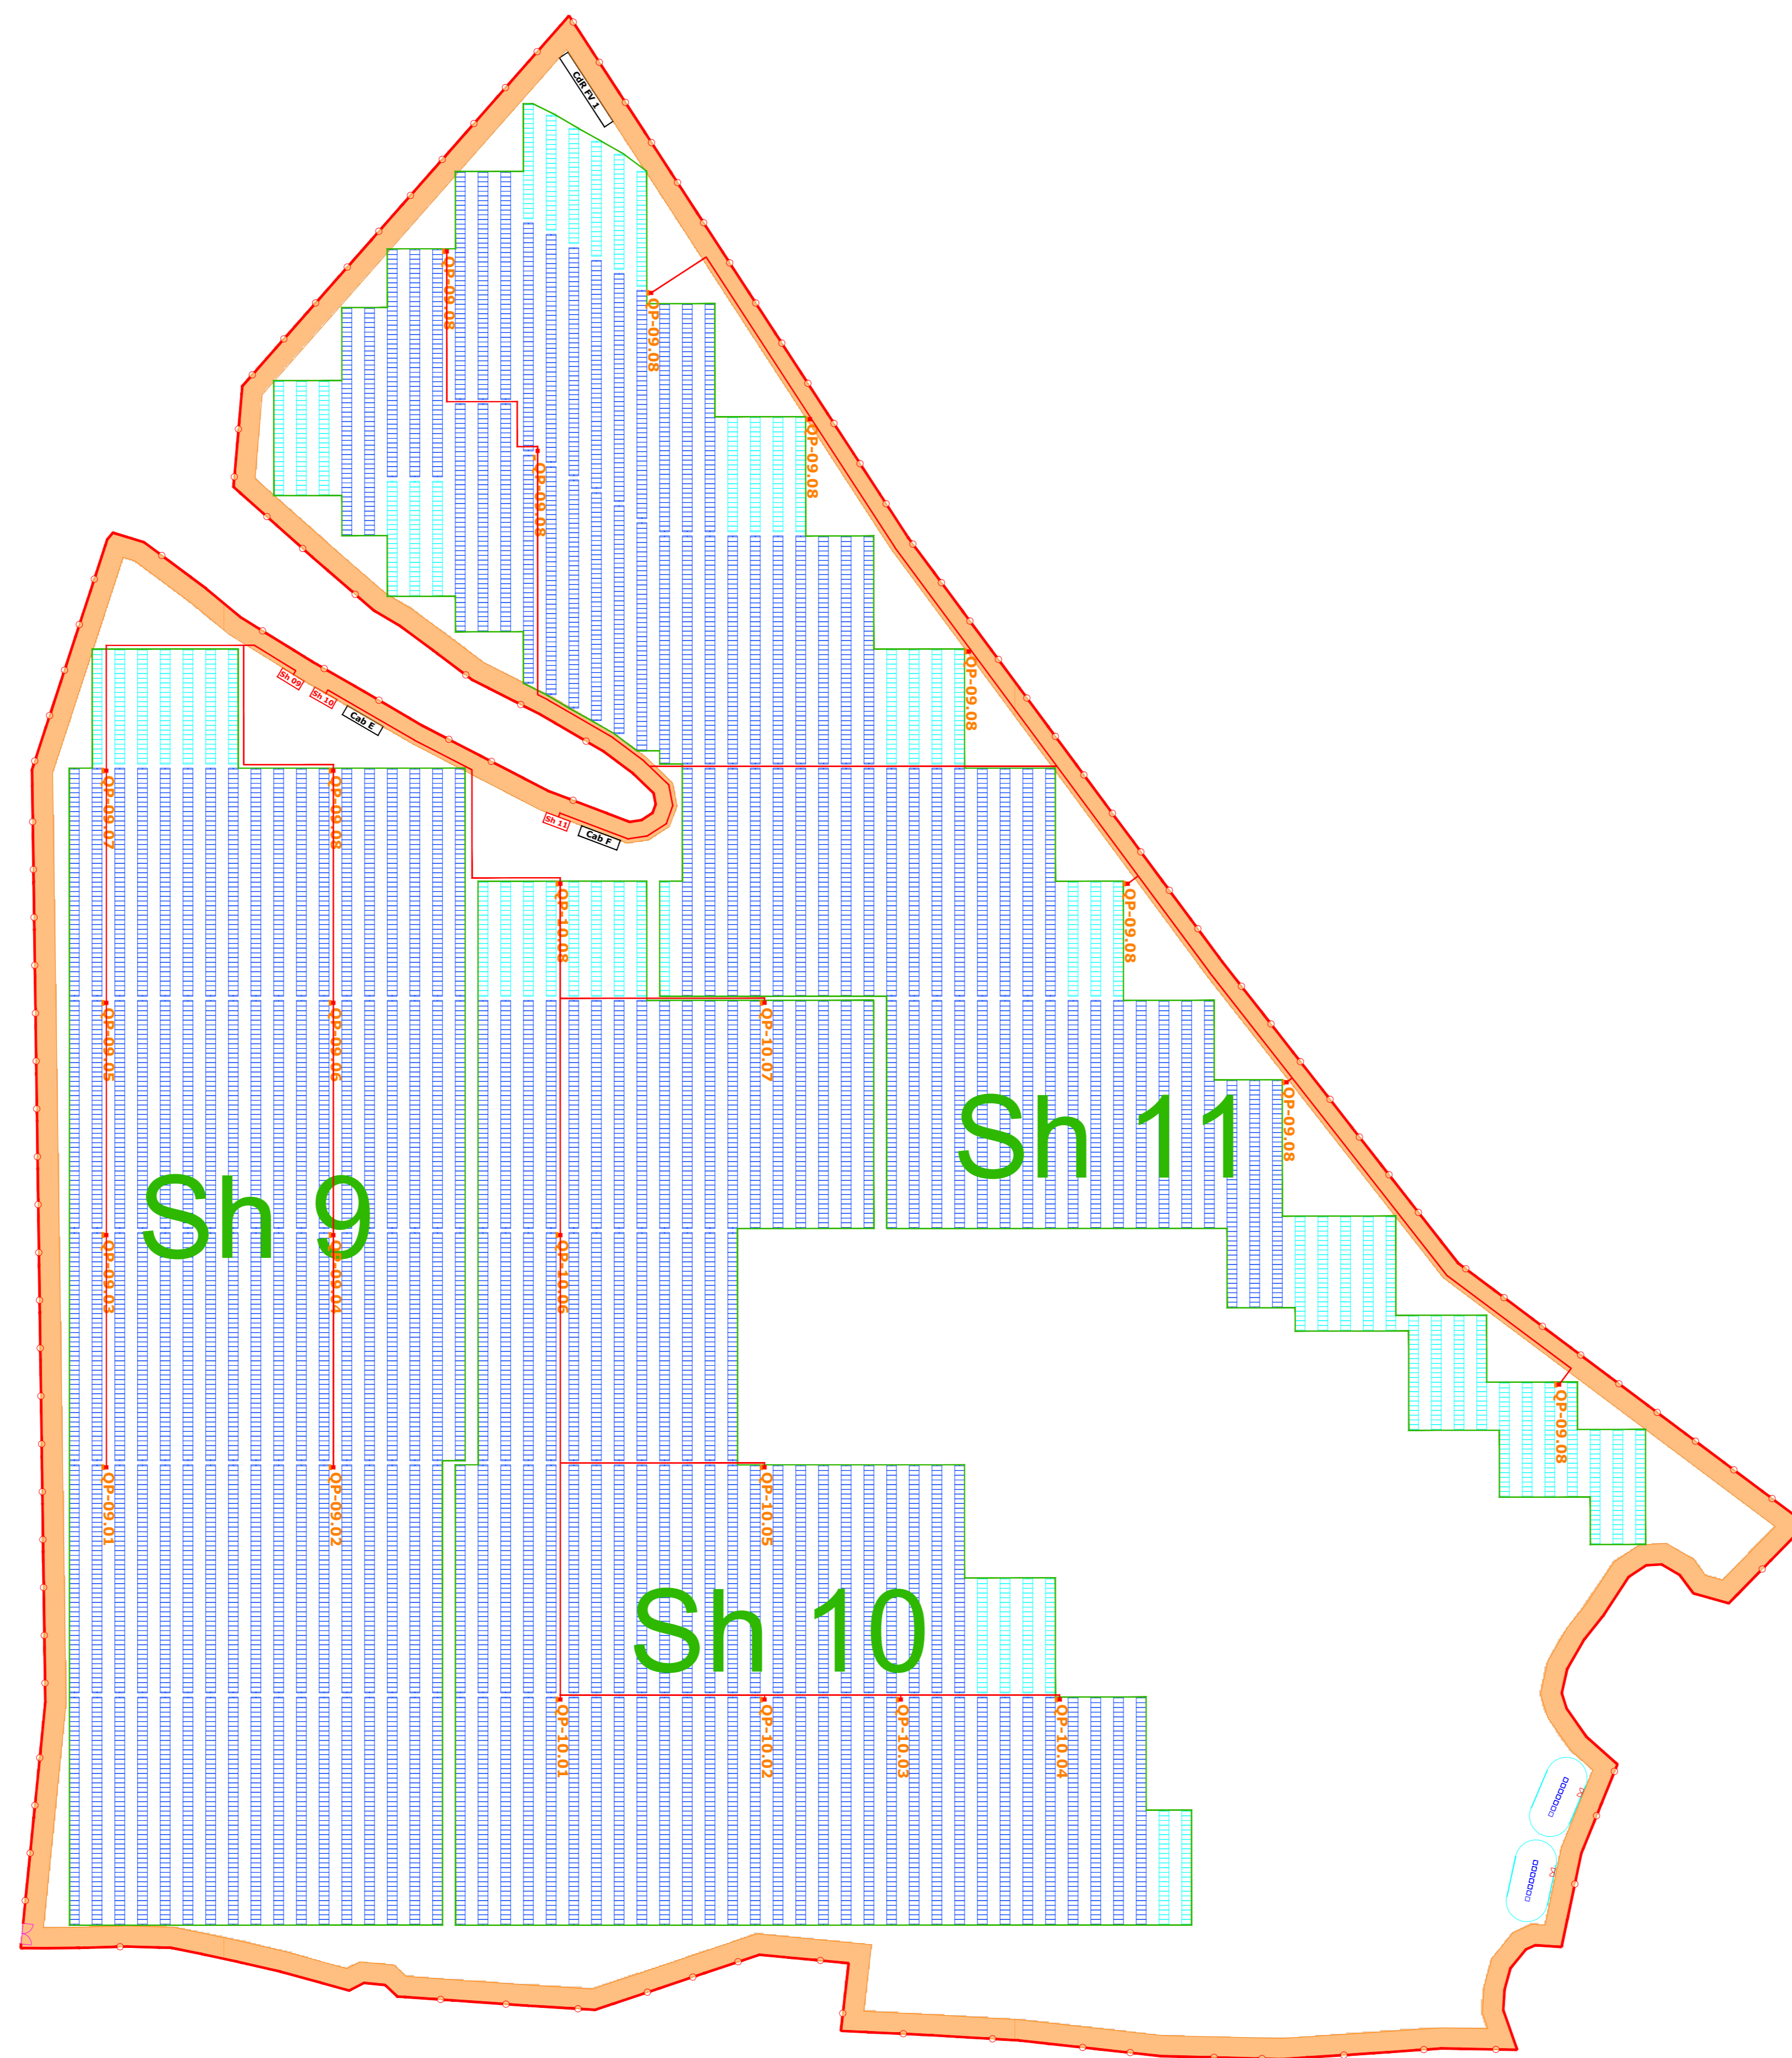 CdR FV 1
QP-09.08
QP-09.08
QP-09.08
QP-09.08
QP-09.08
Sh 09
Sh 10
Cab E
QP-09.07
QP-09.08
Sh 11
Cab F
QP-10.08
QP-09.08
QP-09.05
QP-09.06
QP-10.07
QP-09.08
Sh 11
Sh 9
QP-09.03
QP-09.04
QP-10.06
QP-09.08
QP-09.01
QP-09.02
QP-10.05
Sh 10
QP-10.01
QP-10.02
QP-10.03
QP-10.04